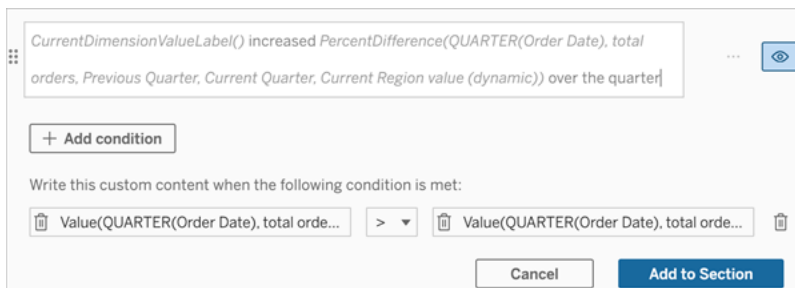 CurrentDimensionValueLabel() increased PercentDifference(QUARTER(Order Date), total
orders, Previous Quarter, Current Quarter, Current Region value (dynamic)) over the quarter
+ Add condition
Write this custom content when the following condition is met:
Value(QUARTER(Order Date), total orde... > Value(QUARTER(Order Date), total orde...
Cancel Add to Section